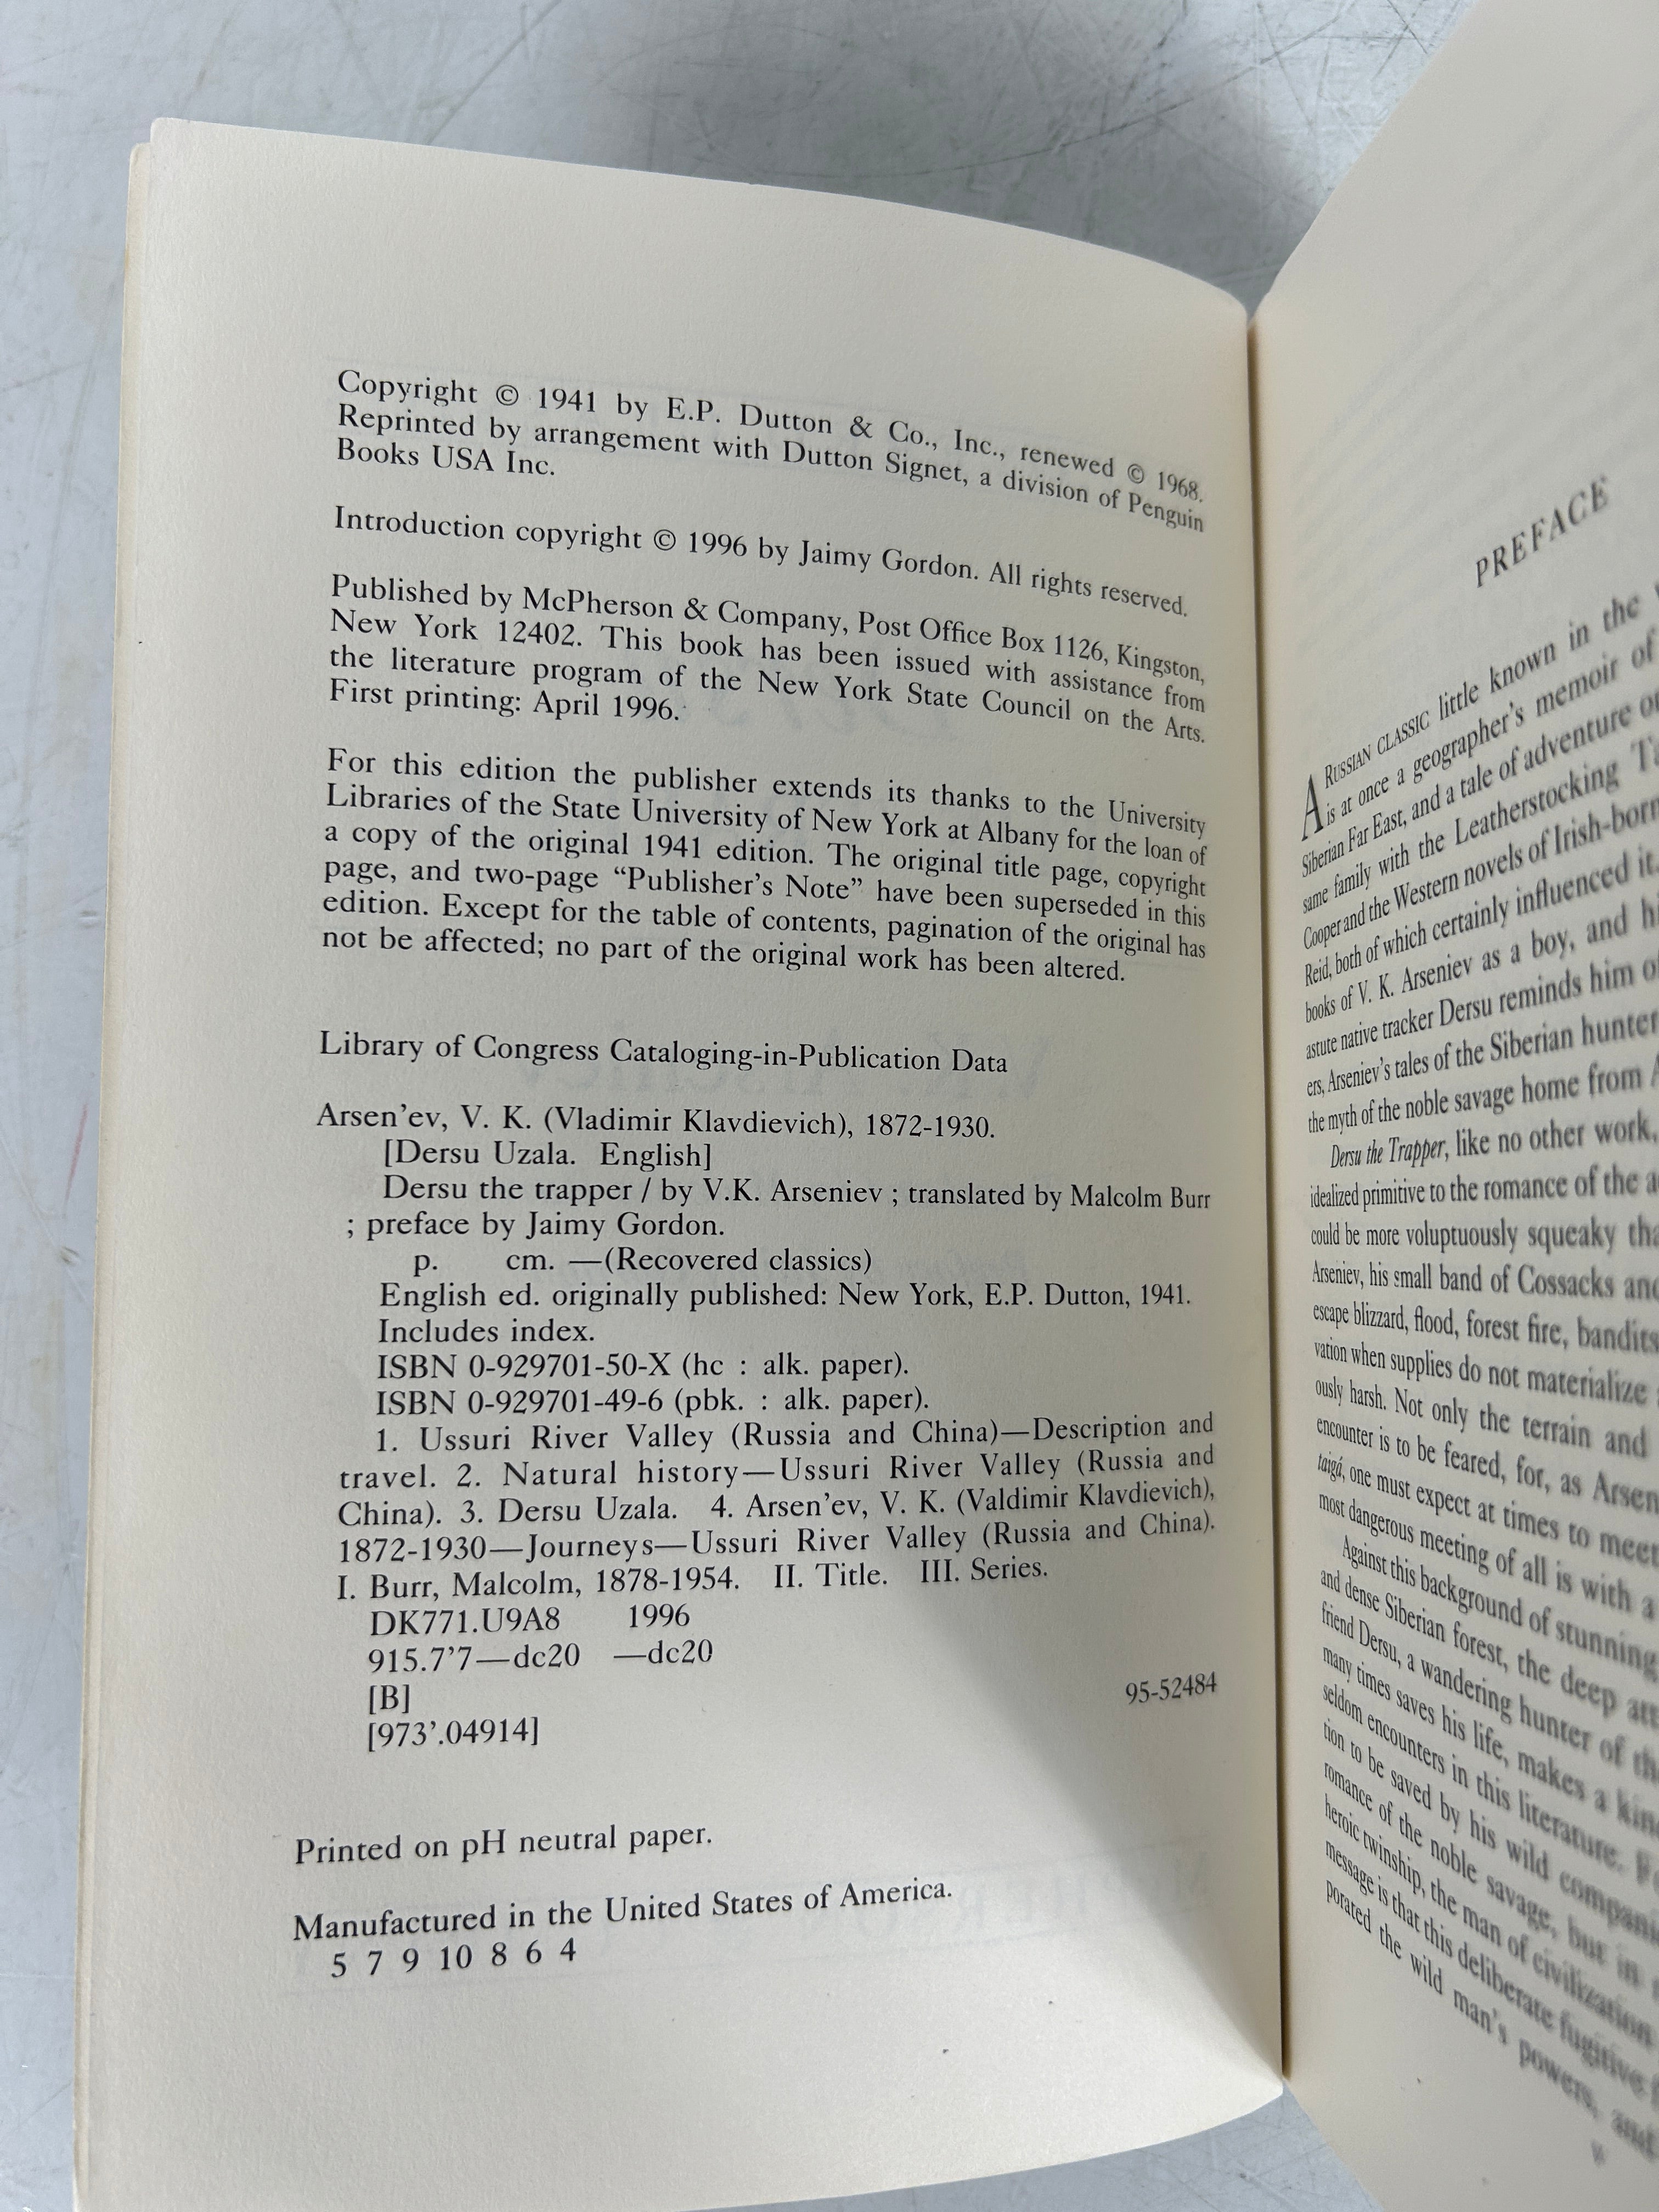 Copyright © 1941 by E.P. Dutton & Co., Inc., renewed © 1968.
Reprinted by arrangement with Dutton Signet, a division of Penguin
Books USA Inc.
Introduction copyright © 1996 by Jaimy Gordon. All rights reserved.
Published by McPherson & Company, Post Office Box 1126, Kingston,
New York 12402. This book has been issued with assistance from
the literature program of the New York State Council on the Arts.
First printing: April 1996.
For this edition the publisher extends its thanks to the University
Libraries of the State University of New York at Albany for the loan of
a copy of the original 1941 edition. The original title page, copyright
page, and two-page “Publisher’s Note” have been superseded in this
edition. Except for the table of contents, pagination of the original has
not be affected; no part of the original work has been altered.
Library of Congress Cataloging-in-Publication Data
Arsen’ev, V. K. (Vladimir Klavdievich), 1872-1930.
[Dersu Uzala. English]
Dersu the trapper / by V.K. Arseniev ; translated by Malcolm Burr
; preface by Jaimy Gordon.
p. cm. —(Recovered classics)
English ed. originally published: New York, E.P. Dutton, 1941.
Includes index.
ISBN 0-929701-50-X (hc : alk. paper).
ISBN 0-929701-49-6 (pbk. : alk. paper).
1. Ussuri River Valley (Russia and China)—Description and
travel. 2. Natural history—Ussuri River Valley (Russia and
China). 3. Dersu Uzala. 4. Arsen’ev, V. K. (Valdimir Klavdievich),
1872-1930—Journeys—Ussuri River Valley (Russia and China).
I. Burr, Malcolm, 1878-1954. II. Title. III. Series.
DK771.U9A8 1996
915.7’7—dc20 —dc20
[B] 95-52484
[973’.04914]
Printed on pH neutral paper.
Manufactured in the United States of America.
5 7 9 10 8 6 4
PREFACE
A RUSSIAN CLASSIC little known in the
is at once a geographer’s memoir of
Siberian Far East, and a tale of adventure
same family with the Leatherstocking
Cooper and the Western novels of Irish-born
Reid, both of which certainly influenced it.
books of V. K. Arseniev as a boy, and
astute native tracker Dersu reminds him of
ers, Arseniev’s tales of the Siberian hunter
the myth of the noble savage home from
Dersu the Trapper, like no other work,
idealized primitive to the romance of the
could be more voluptuously squeaky
Arseniev, his small band of Cossacks and
escape blizzard, flood, forest fire, bandits
vation when supplies do not materialize
ously harsh. Not only the terrain and
encounter is to be feared, for, as Arsen
taigá, one must expect at times to meet
most dangerous meeting of all is with a
Against this background of stunning
and dense Siberian forest, the deep
friend Dersu, a wandering hunter of
many times saves his life, makes a
seldom encounters in this literature.
tion to be saved by his wild
romance of the noble savage, but in
heroic twinship, the man of civilization
message is that this deliberate fugitive
porated the wild man’s powers,